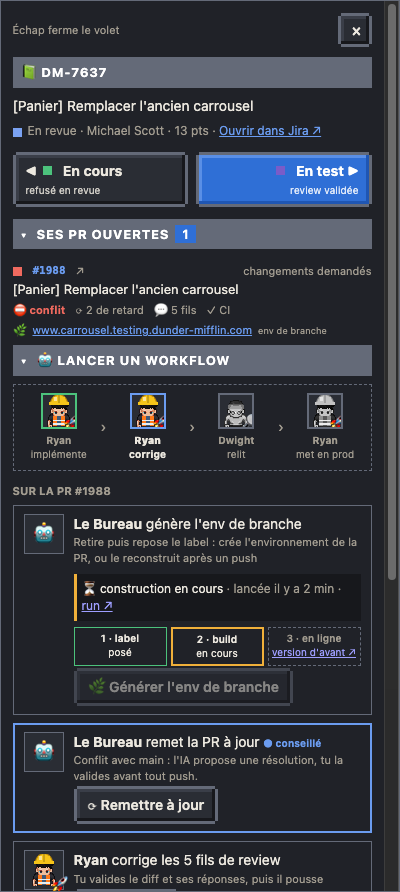 Échap ferme le volet
×
DM-7637
[Panier] Remplacer l'ancien carrousel
En revue · Michael Scott · 13 pts · Ouvrir dans Jira ↗
◀ En cours
refusé en revue
En test ▶
review validée
▾ SES PR OUVERTES 1
#1988 ↗ changements demandés
[Panier] Remplacer l'ancien carrousel
⛔ conflit ⟳ 2 de retard 💬 5 fils ✓ CI
🌿 www.carrousel.testing.dunder-mifflin.com env de branche
▾ 🤖 LANCER UN WORKFLOW
Ryan
implémente
›
Ryan
corrige
›
Dwight
relit
›
Ryan
met en prod
SUR LA PR #1988
Le Bureau génère l'env de branche
Retire puis repose le label : crée l'environnement de la
PR, ou le reconstruit après un push
⏳ construction en cours · lancée il y a 2 min ·
run ↗
1 · label
posé
2 · build
en cours
3 · en ligne
version d'avant ↗
🌿 Générer l'env de branche
Le Bureau remet la PR à jour conseillé
Conflit avec main : l'IA propose une résolution, tu la
valides avant tout push.
⟳ Remettre à jour
Ryan corrige les 5 fils de review
Tu valides le diff et ses réponses, puis il pousse